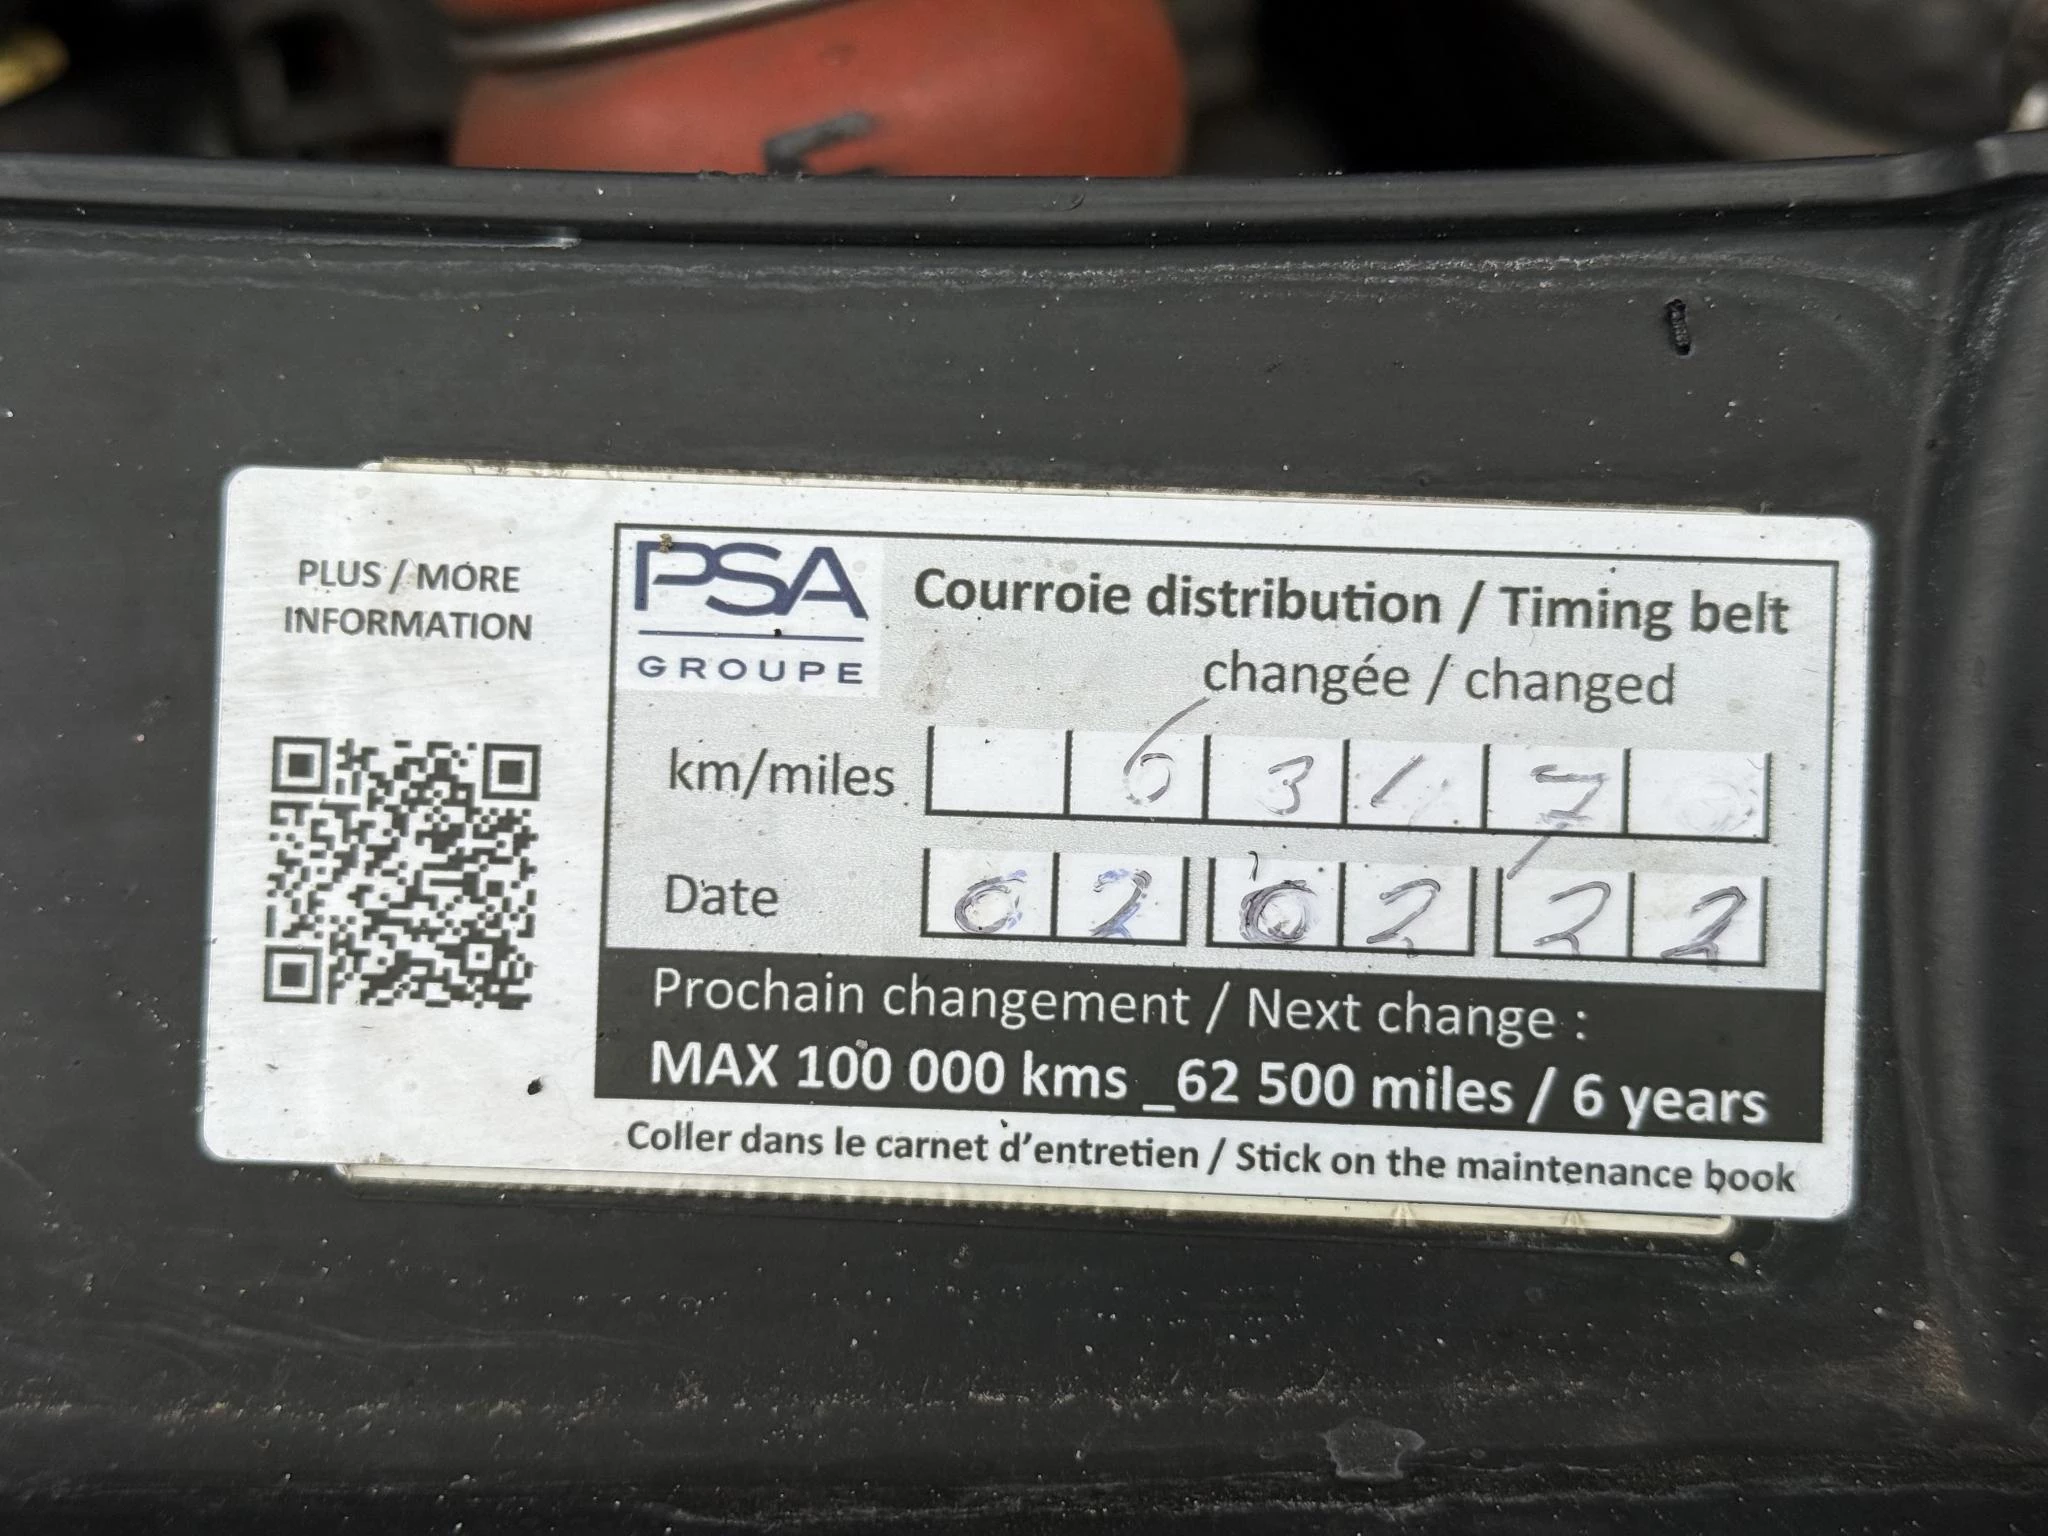 PLUS / MORE
INFORMATION
PSA
GROUPE
Courroie distribution / Timing belt
changée / changed
km/miles 6 3 1 7
Date 0 2 0 2 2 2
Prochain changement / Next change :
MAX 100 000 kms _62 500 miles / 6 years
Coller dans le carnet d'entretien / Stick on the maintenance book